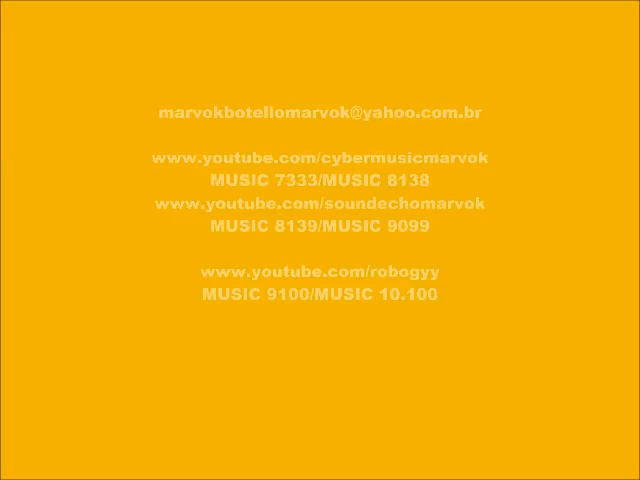 marvokbotellomarvok@yahoo.com.br
www.youtube.com/cybermusicmarvok
MUSIC 7333/MUSIC 8138
www.youtube.com/soundechomarvok
MUSIC 8139/MUSIC 9099
www.youtube.com/robogyy
MUSIC 9100/MUSIC 10.100